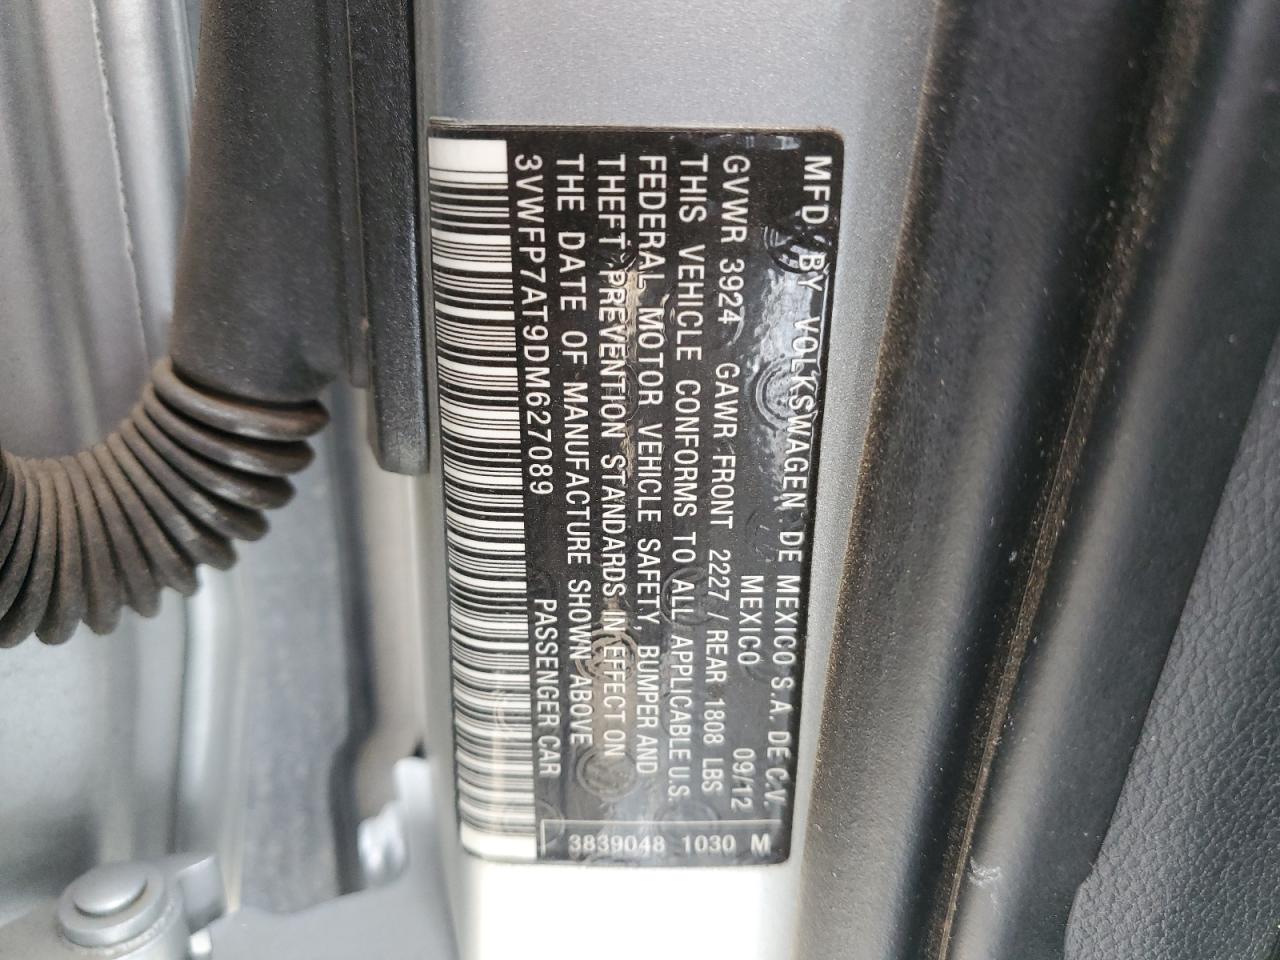 MFD. BY VOLKSWAGEN DE MEXICO S.A. DE C.V.
MEXICO 09/12
GVWR 3924 GAWR FRONT 2227 / REAR 1808 LBS
THIS VEHICLE CONFORMS TO ALL APPLICABLE U.S.
FEDERAL MOTOR VEHICLE SAFETY, BUMPER AND
THEFT PREVENTION STANDARDS IN EFFECT ON
THE DATE OF MANUFACTURE SHOWN ABOVE
3VWFP7AT9DM627089 PASSENGER CAR
3839048 1030 M